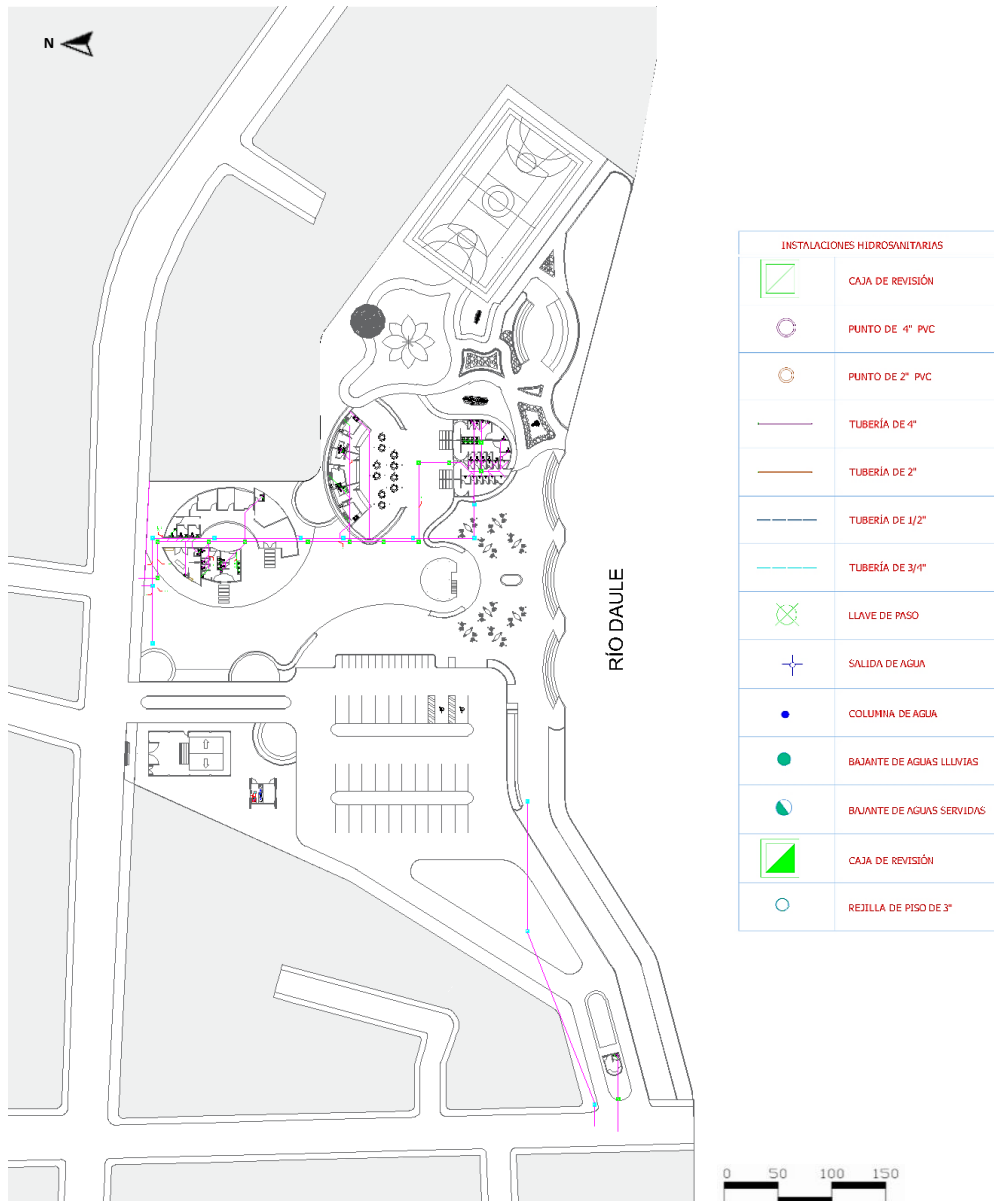 N
INSTALACIONES HIDROSANITARIAS
CAJA DE REVISIÓN
PUNTO DE 4" PVC
PUNTO DE 2" PVC
TUBERÍA DE 4"
TUBERÍA DE 2"
TUBERÍA DE 1/2"
TUBERÍA DE 3/4"
LLAVE DE PASO
SALIDA DE AGUA
COLUMNA DE AGUA
BAJANTE DE AGUAS LLUVIAS
BAJANTE DE AGUAS SERVIDAS
CAJA DE REVISIÓN
REJILLA DE PISO DE 3"
RÍO DAULE
0 50 100 150